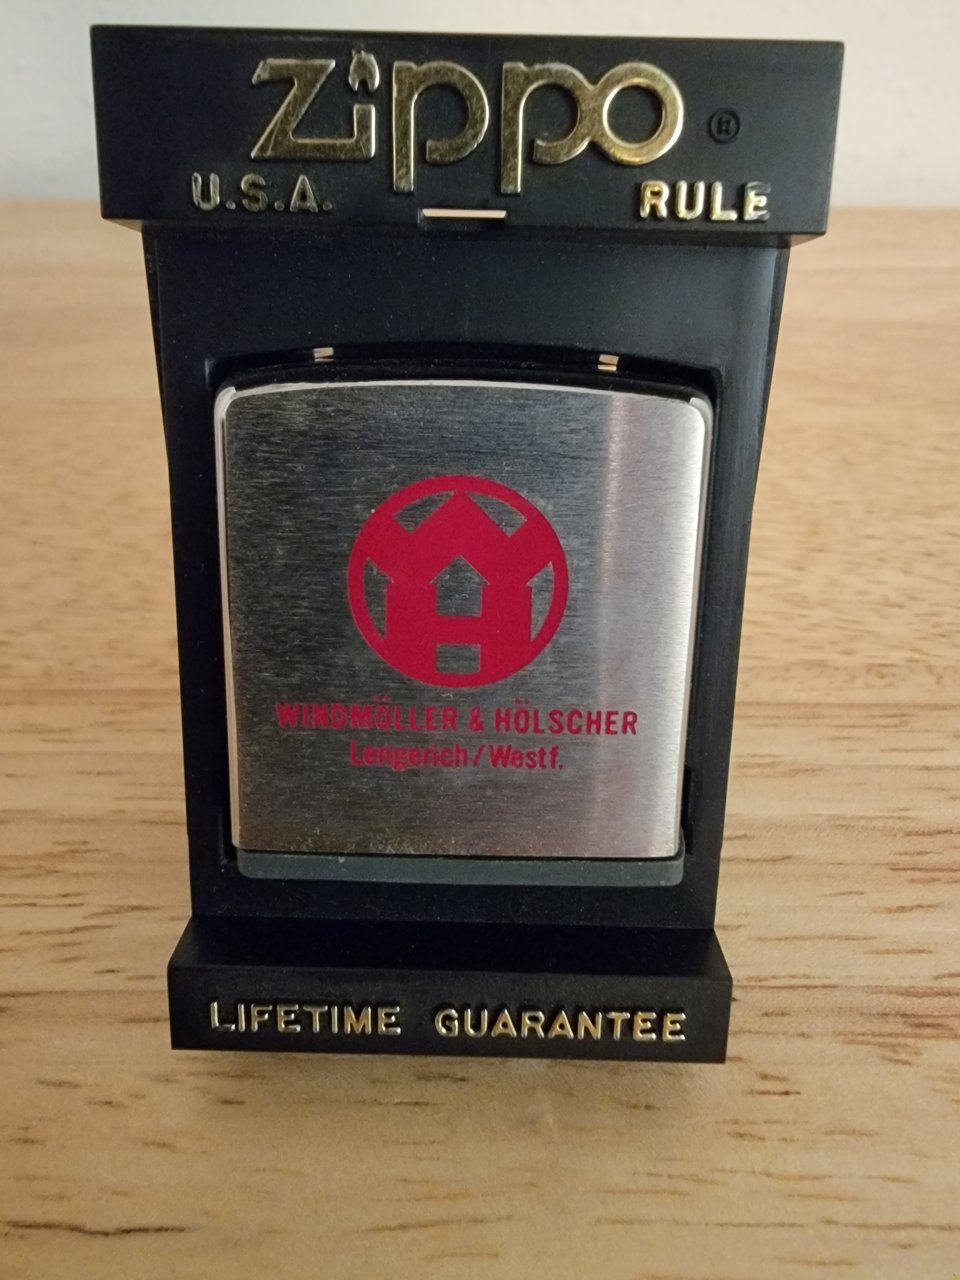 Zippo ®
U.S.A. RULE
WINDMÖLLER & HÖLSCHER
Lengerich/Westf.
LIFETIME GUARANTEE